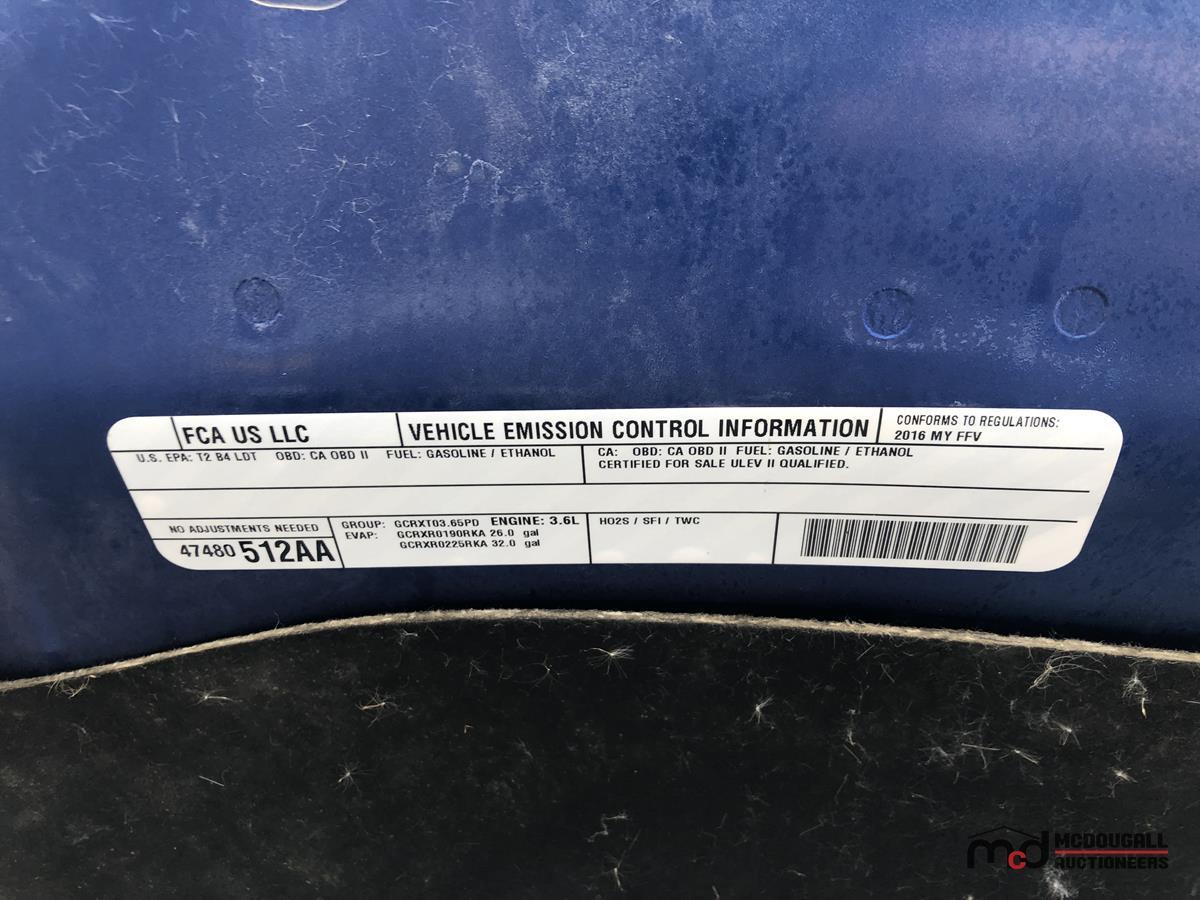 FCA US LLC
VEHICLE EMISSION CONTROL INFORMATION
CONFORMS TO REGULATIONS:
2016 MY FFV
U.S. EPA: T2 B4 LDT OBD: CA OBD II FUEL: GASOLINE / ETHANOL
CA: OBD: CA OBD II FUEL: GASOLINE / ETHANOL
CERTIFIED FOR SALE ULEV II QUALIFIED.
NO ADJUSTMENTS NEEDED
47480 512AA
GROUP: GCRXT03.65PD ENGINE: 3.6L
EVAP: GCRXR0190RKA 26.0 gal
GCRXR0225RKA 32.0 gal
HO2S / SFI / TWC
mcd MCDOUGALL
AUCTIONEERS